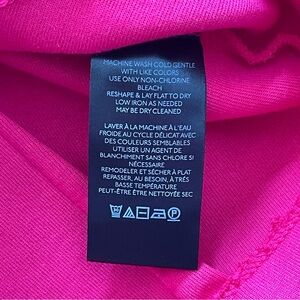 MACHINE WASH COLD GENTLE
WITH LIKE COLORS
USE ONLY NON-CHLORINE
BLEACH
RESHAPE & LAY FLAT TO DRY
LOW IRON AS NEEDED
MAY BE DRY CLEANED
LAVER À LA MACHINE À L'EAU
FROIDE AU CYCLE DÉLICAT AVEC
DES COULEURS SEMBLABLES
UTILISER UN AGENT DE
BLANCHIMENT SANS CHLORE SI
NÉCESSAIRE
REMODELER ET SÉCHER À PLAT
REPASSER, AU BESOIN, À TRÈS
BASSE TEMPÉRATURE
PEUT-ÊTRE ÊTRE NETTOYÉE SEC
P